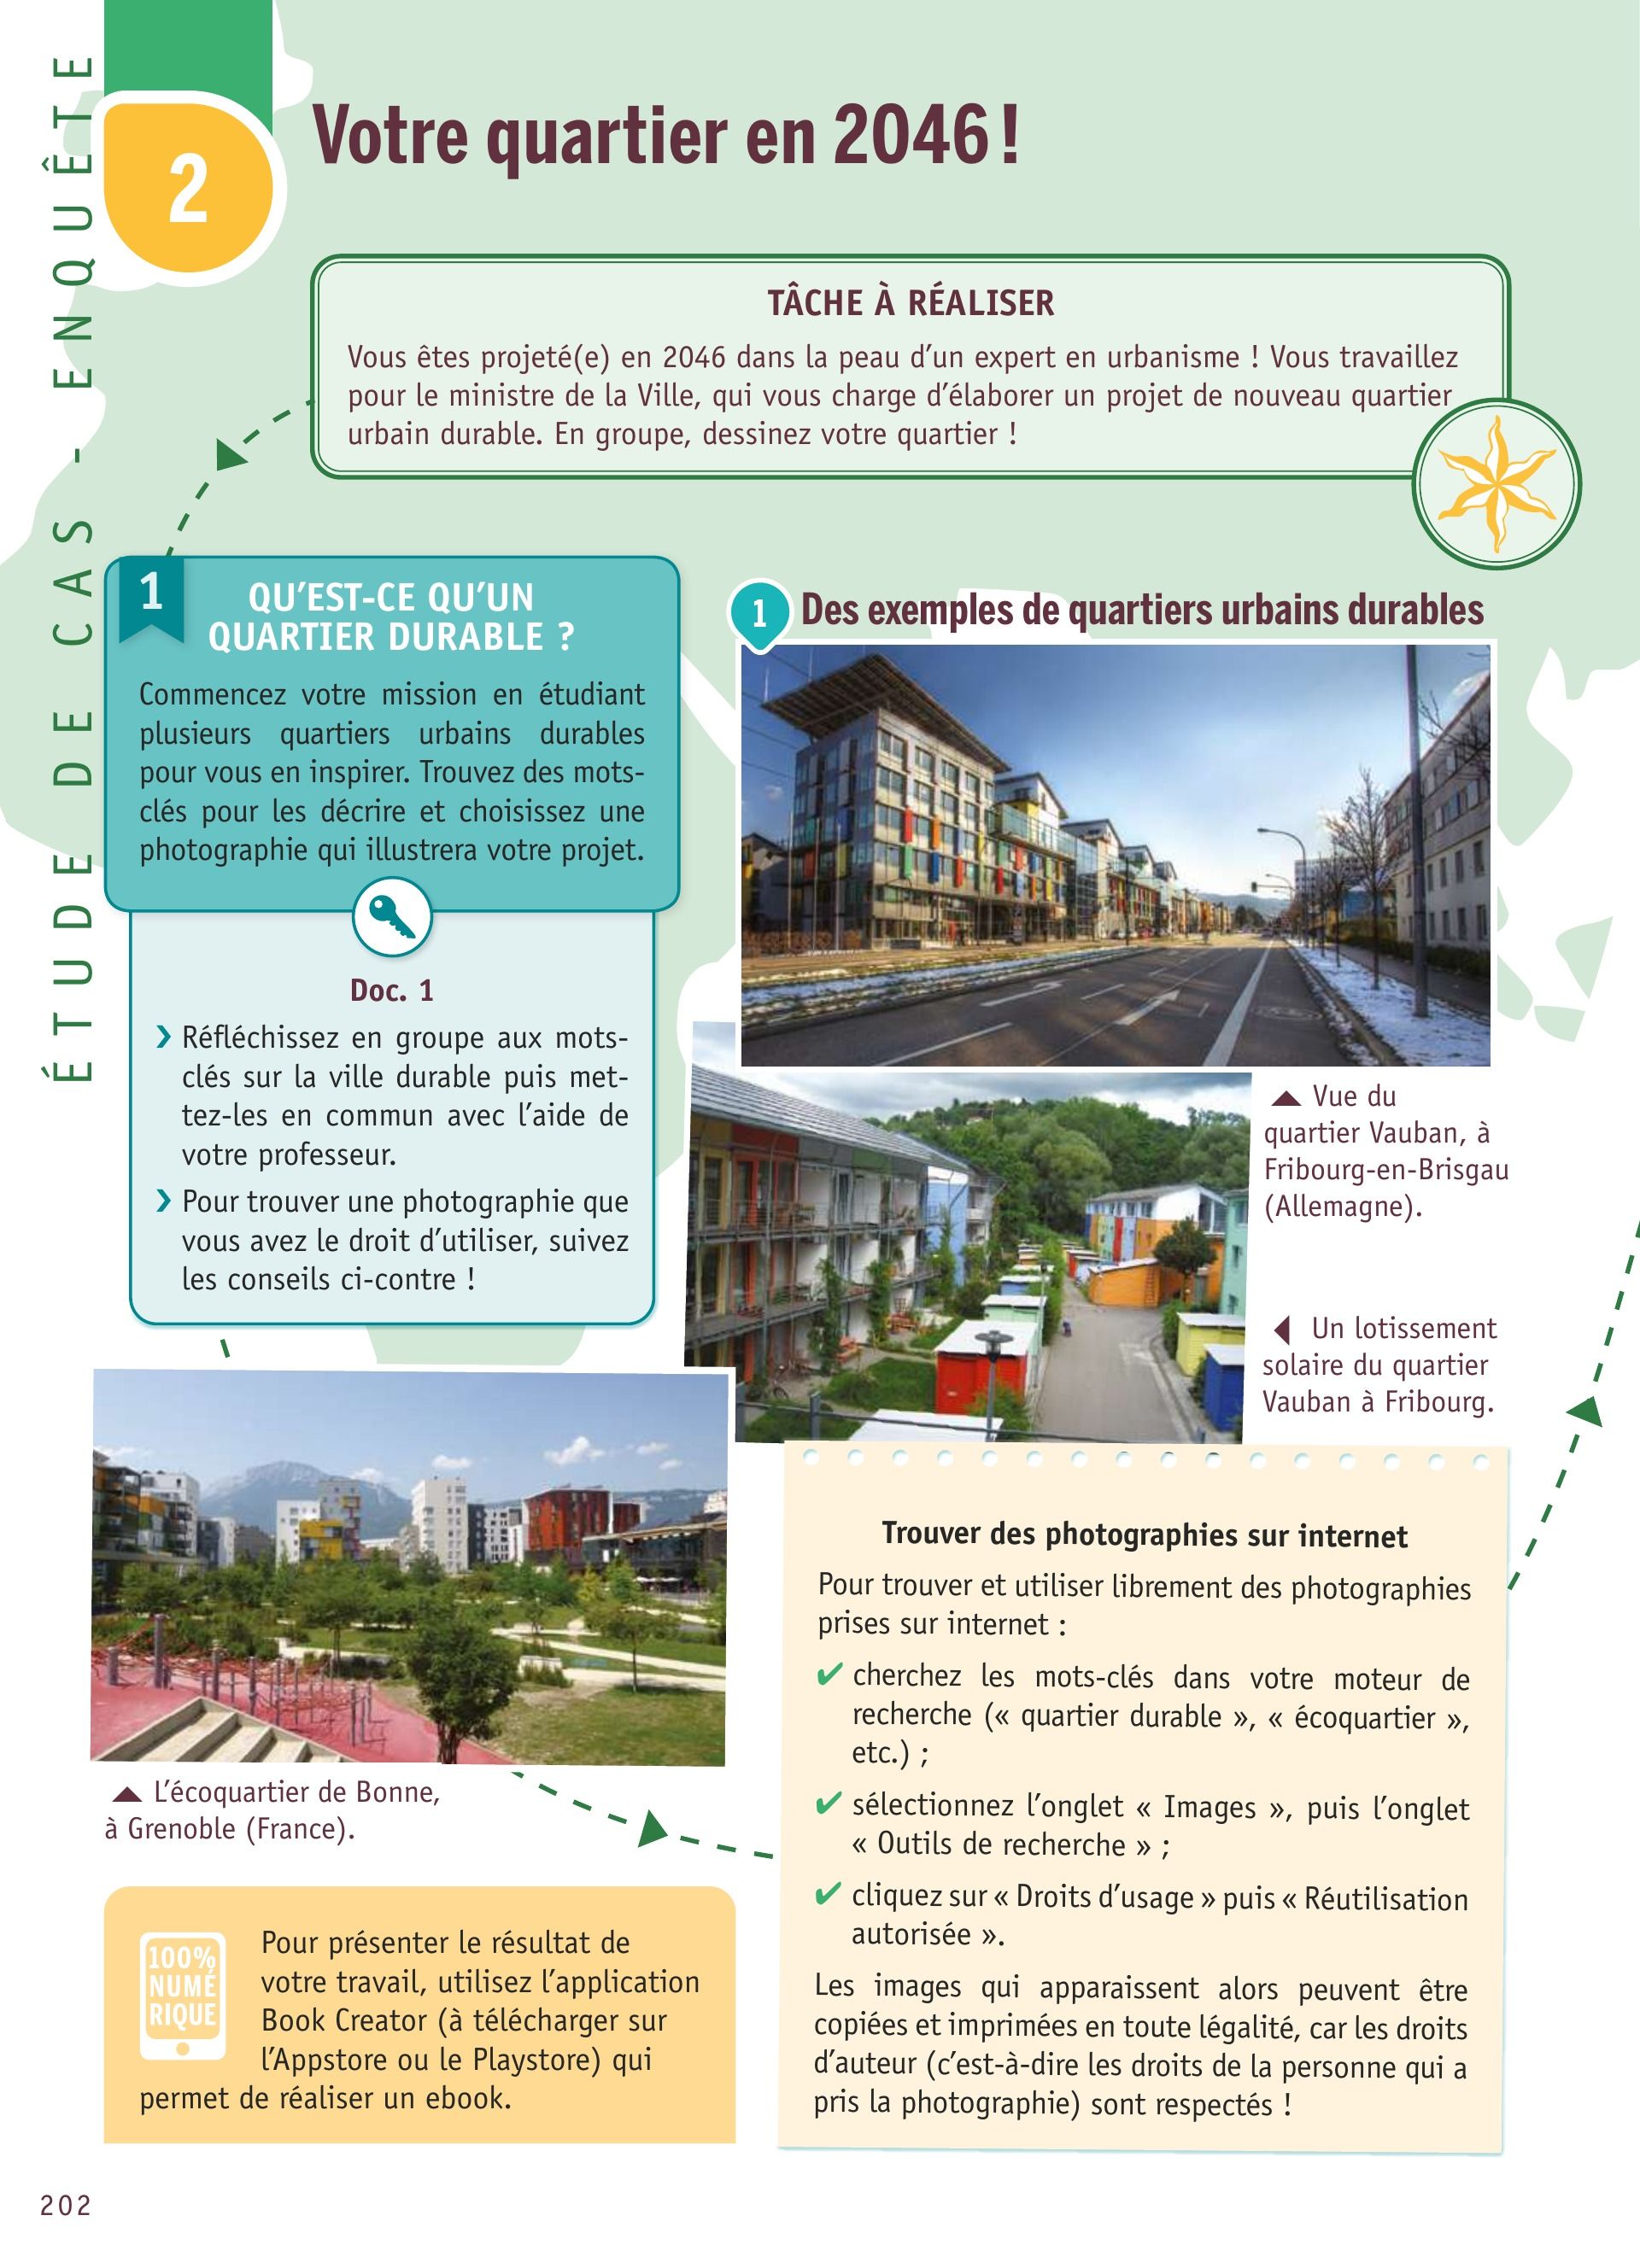 ÉTUDE DE CAS - ENQUÊTE
2
Votre quartier en 2046 !
TÂCHE À RÉALISER
Vous êtes projeté(e) en 2046 dans la peau d’un expert en urbanisme ! Vous travaillez
pour le ministre de la Ville, qui vous charge d’élaborer un projet de nouveau quartier
urbain durable. En groupe, dessinez votre quartier !
1
QU’EST-CE QU’UN
QUARTIER DURABLE ?
Commencez votre mission en étudiant
plusieurs quartiers urbains durables
pour vous en inspirer. Trouvez des mots-
clés pour les décrire et choisissez une
photographie qui illustrera votre projet.
Doc. 1
› Réfléchissez en groupe aux mots-
clés sur la ville durable puis met-
tez-les en commun avec l’aide de
votre professeur.
› Pour trouver une photographie que
vous avez le droit d’utiliser, suivez
les conseils ci-contre !
1 Des exemples de quartiers urbains durables
Vue du
quartier Vauban, à
Fribourg-en-Brisgau
(Allemagne).
Un lotissement
solaire du quartier
Vauban à Fribourg.
L’écoquartier de Bonne,
à Grenoble (France).
100%
NUMÉ
RIQUE
Pour présenter le résultat de
votre travail, utilisez l’application
Book Creator (à télécharger sur
l’Appstore ou le Playstore) qui
permet de réaliser un ebook.
Trouver des photographies sur internet
Pour trouver et utiliser librement des photographies
prises sur internet :
✔ cherchez les mots-clés dans votre moteur de
recherche (« quartier durable », « écoquartier »,
etc.) ;
✔ sélectionnez l’onglet « Images », puis l’onglet
« Outils de recherche » ;
✔ cliquez sur « Droits d’usage » puis « Réutilisation
autorisée ».
Les images qui apparaissent alors peuvent être
copiées et imprimées en toute légalité, car les droits
d’auteur (c’est-à-dire les droits de la personne qui a
pris la photographie) sont respectés !
202